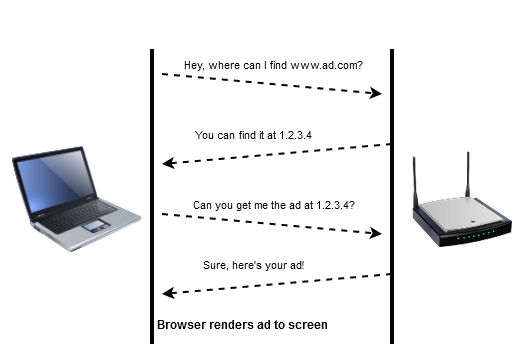 Hey, where can I find www.ad.com?
You can find it at 1.2.3.4
Can you get me the ad at 1.2.3.4?
Sure, here's your ad!
Browser renders ad to screen